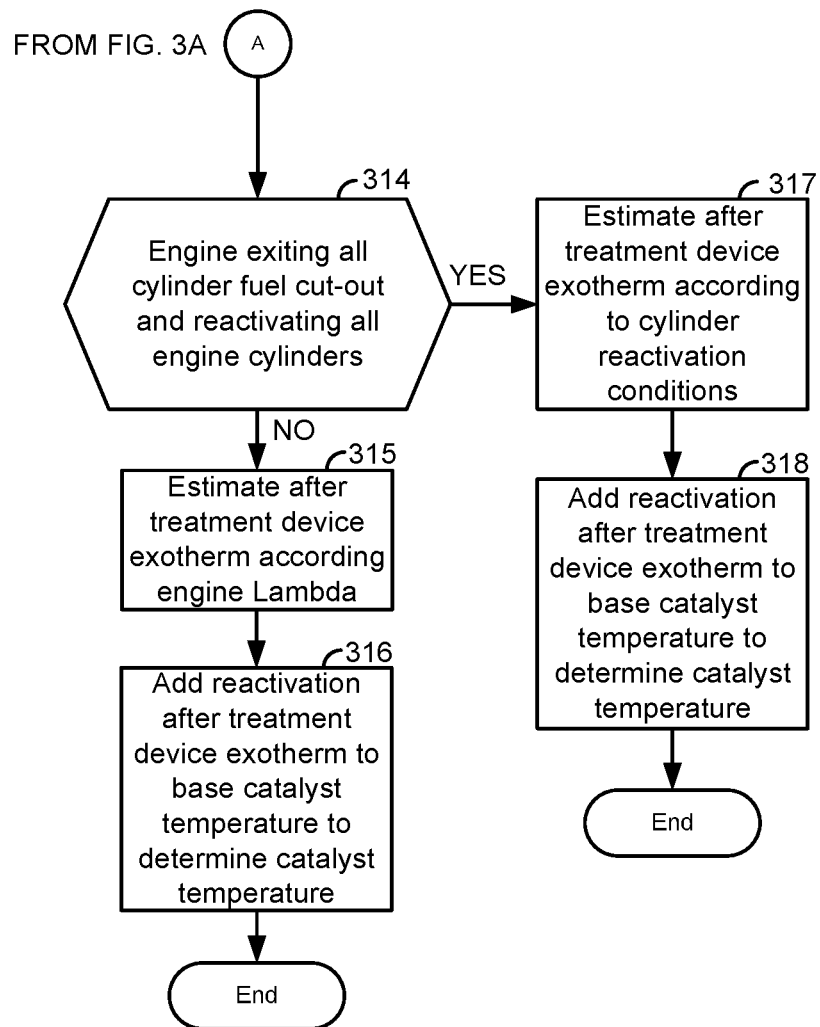 FROM FIG. 3A
A
314
Engine exiting all
cylinder fuel cut-out
and reactivating all
engine cylinders
YES
NO
317
Estimate after
treatment device
exotherm according
to cylinder
reactivation
conditions
318
Add reactivation
after treatment
device exotherm to
base catalyst
temperature to
determine catalyst
temperature
End
315
Estimate after
treatment device
exotherm according
engine Lambda
316
Add reactivation
after treatment
device exotherm to
base catalyst
temperature to
determine catalyst
temperature
End